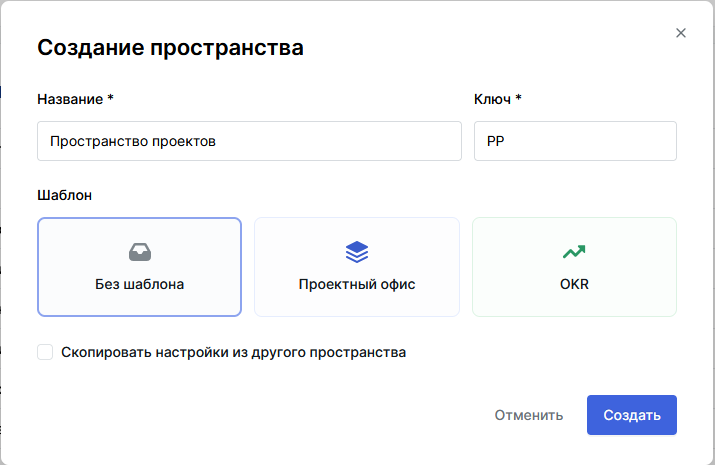 Создание пространства
Название * Ключ *
Пространство проектов PP
Шаблон
Без шаблона Проектный офис OKR
Скопировать настройки из другого пространства
Отменить Создать